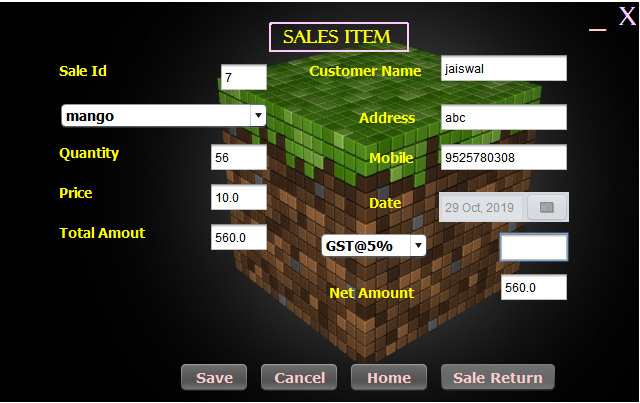 _ X
SALES ITEM
Sale Id 7 Customer Name jaiswal
mango Address abc
Quantity 56 Mobile 9525780308
Price 10.0 Date 29 Oct, 2019
Total Amout 560.0 GST@5%
Net Amount 560.0
Save Cancel Home Sale Return